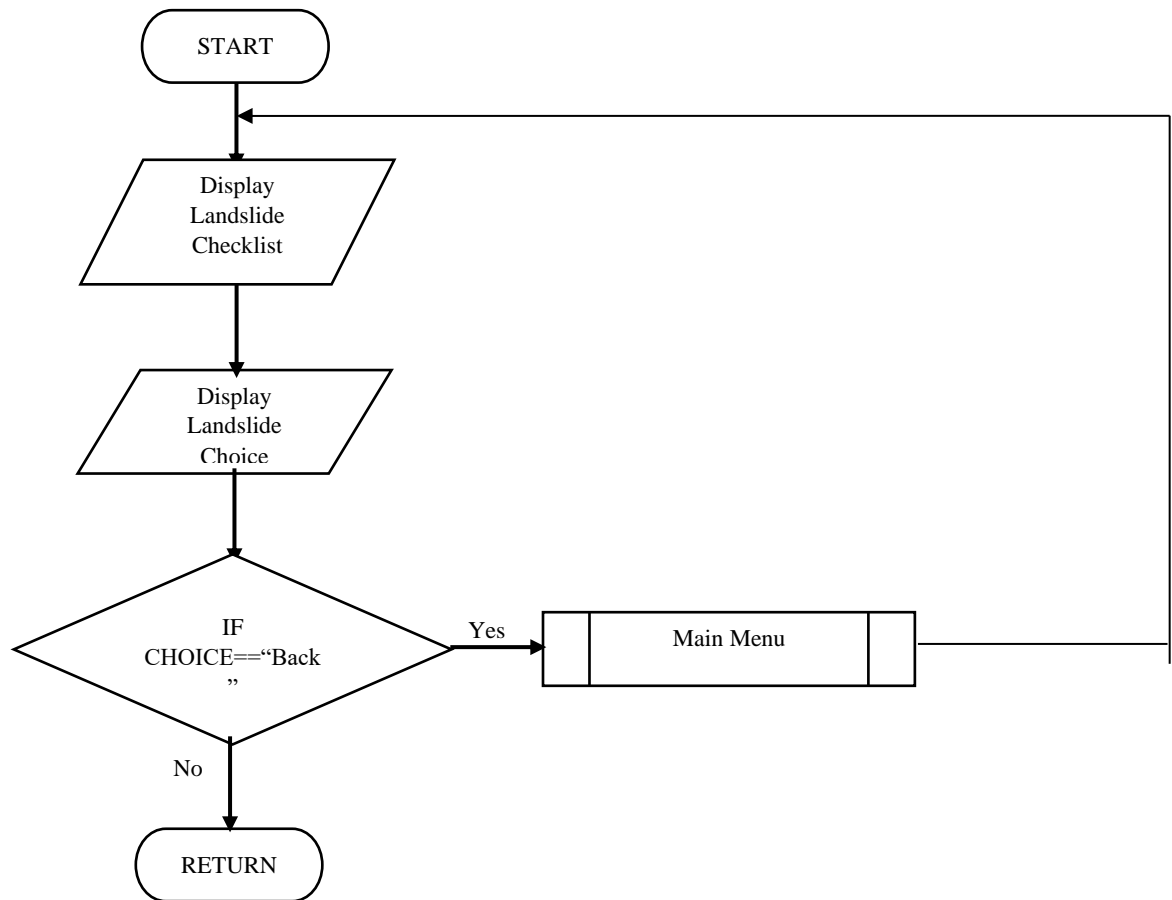 START
Display
Landslide
Checklist
Display
Landslide
Choice
IF
CHOICE==“Back
”
Yes
Main Menu
No
RETURN